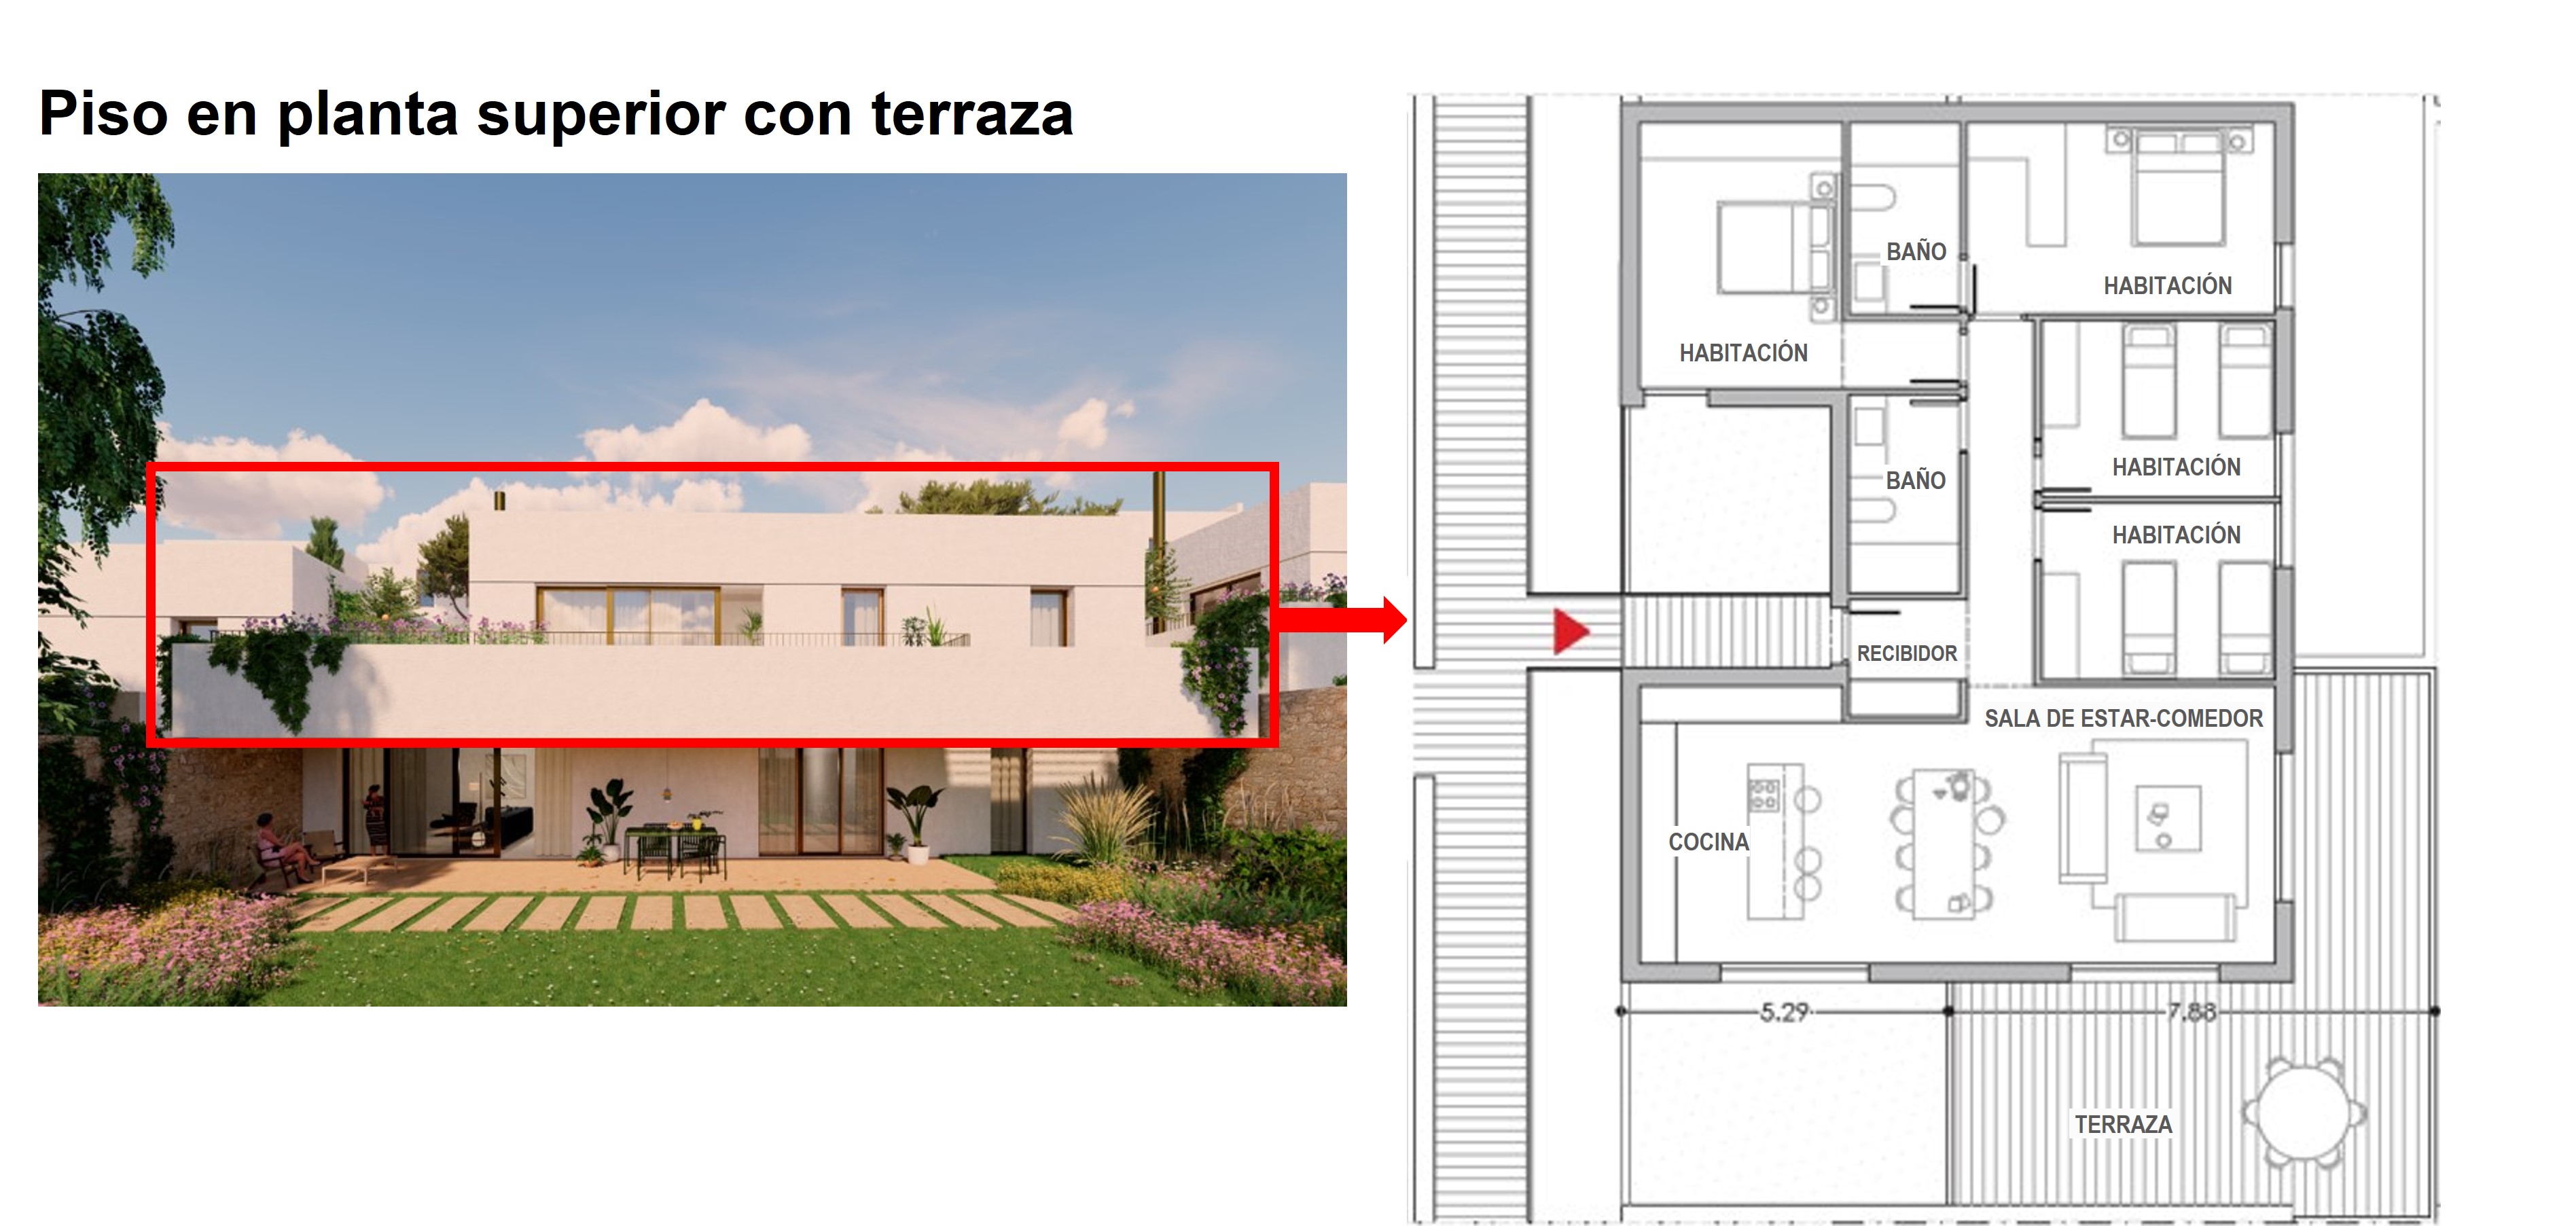 Piso en planta superior con terraza
BAÑO
HABITACIÓN
HABITACIÓN
HABITACIÓN
BAÑO
HABITACIÓN
RECIBIDOR
SALA DE ESTAR-COMEDOR
COCINA
5.29
7.88
TERRAZA